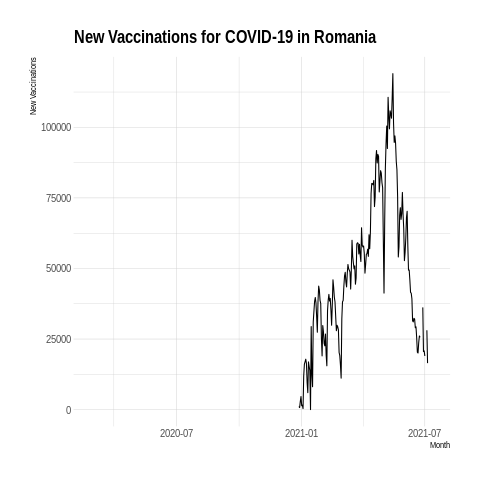 New Vaccinations for COVID-19 in Romania
New Vaccinations
100000
75000
50000
25000
0
2020-07
2021-01
2021-07
Month